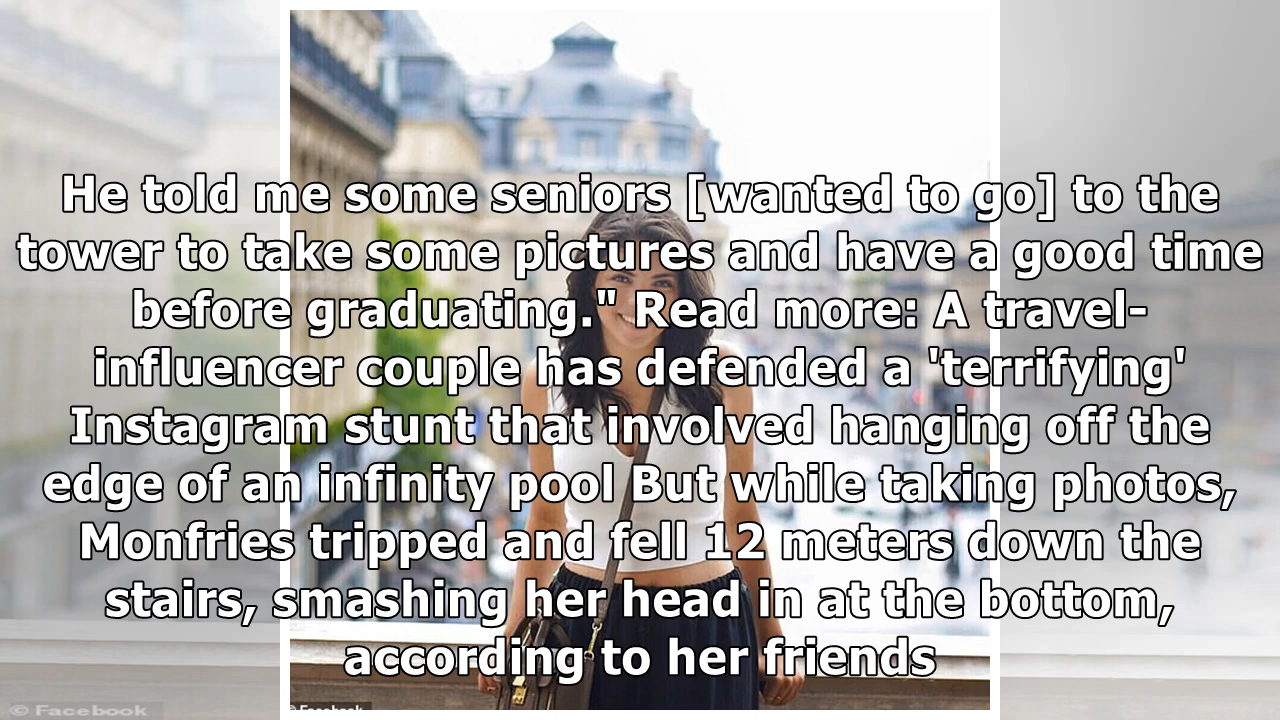 He told me some seniors [wanted to go] to the
tower to take some pictures and have a good time
before graduating." Read more: A travel-
influencer couple has defended a 'terrifying'
Instagram stunt that involved hanging off the
edge of an infinity pool But while taking photos,
Monfries tripped and fell 12 meters down the
stairs, smashing her head in at the bottom,
according to her friends
© Facebook
© Facebook